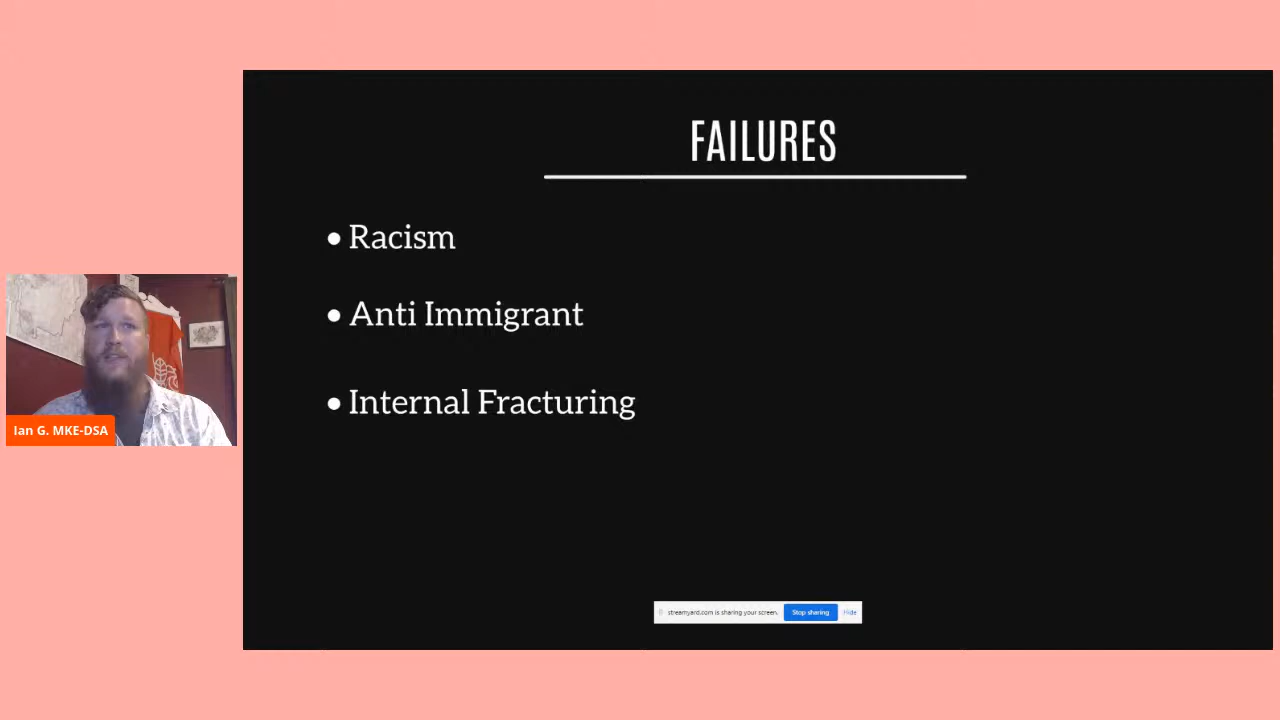 FAILURES
• Racism
• Anti Immigrant
• Internal Fracturing
Ian G. MKE-DSA
streamyard.com is sharing your screen. Stop sharing Hide